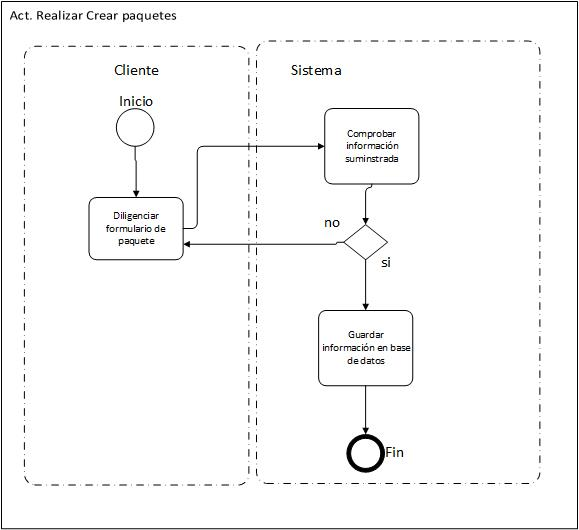 Act. Realizar Crear paquetes
Cliente
Sistema
Inicio
Comprobar
información
suminstrada
Diligenciar
formulario de
paquete
no
si
Guardar
información en base
de datos
Fin